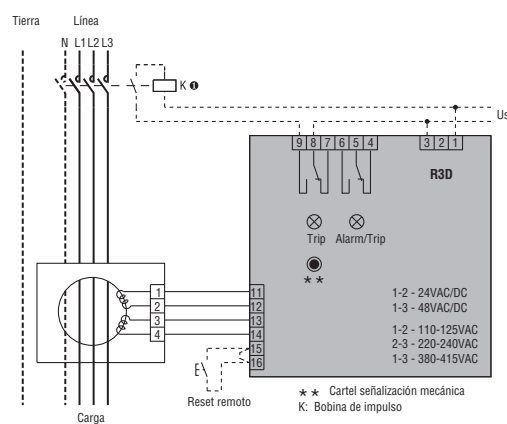 Tierra
Línea
N L1 L2 L3
K ❶
Us
9 8 7 6 5 4
3 2 1
R3D
Trip
Alarm/Trip
**
1 11
2 12
3 13
4 14
15
16
1-2 - 24VAC/DC
1-3 - 48VAC/DC
1-2 - 110-125VAC
2-3 - 220-240VAC
1-3 - 380-415VAC
E
Reset remoto
Carga
** Cartel señalización mecánica
K: Bobina de impulso